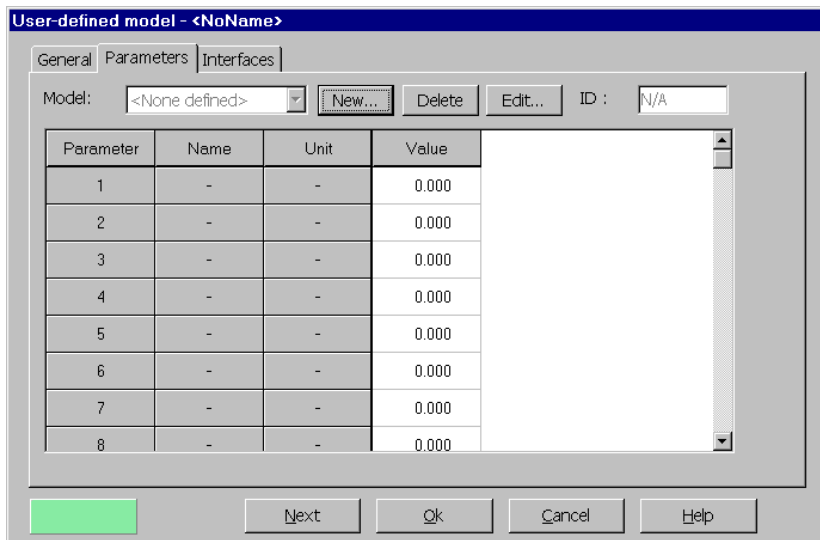 User-defined model - <NoName>
General Parameters Interfaces
Model: <None defined> New... Delete Edit... ID : N/A
Parameter Name Unit Value
1 - - 0.000
2 - - 0.000
3 - - 0.000
4 - - 0.000
5 - - 0.000
6 - - 0.000
7 - - 0.000
8 - - 0.000
Next Ok Cancel Help